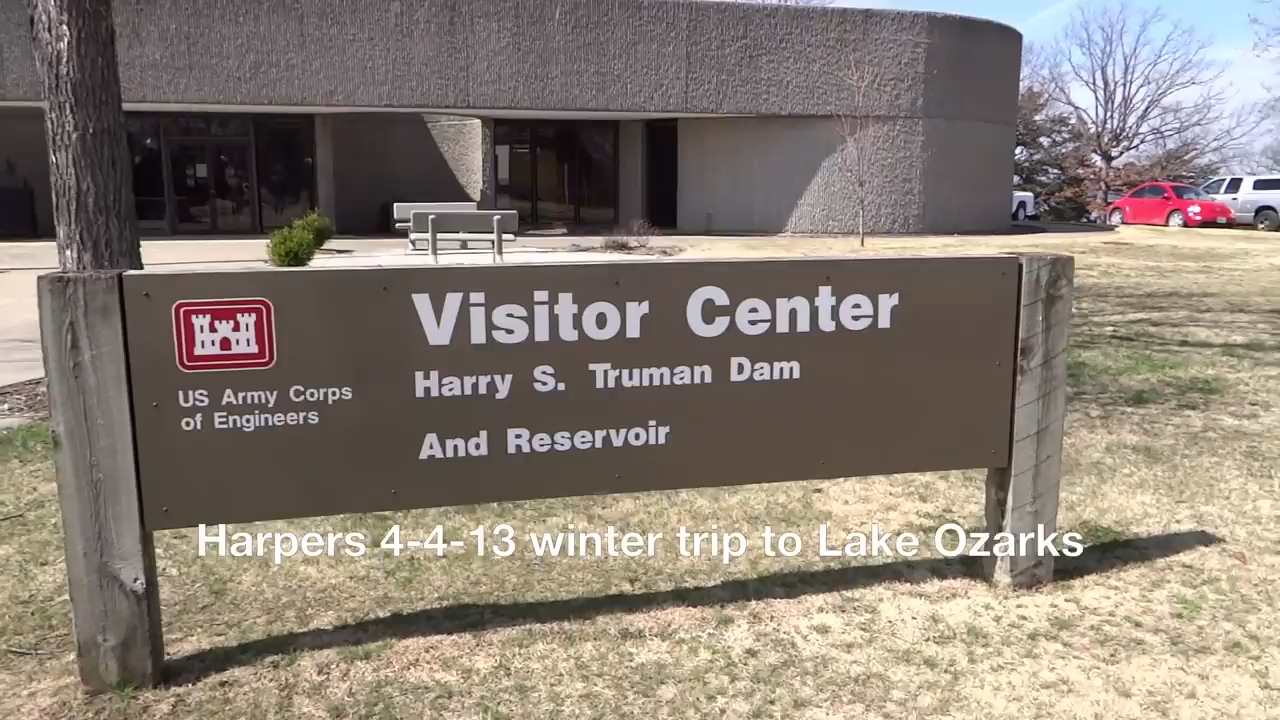 Visitor Center
Harry S. Truman Dam
And Reservoir
US Army Corps
of Engineers
Harpers 4-4-13 winter trip to Lake Ozarks